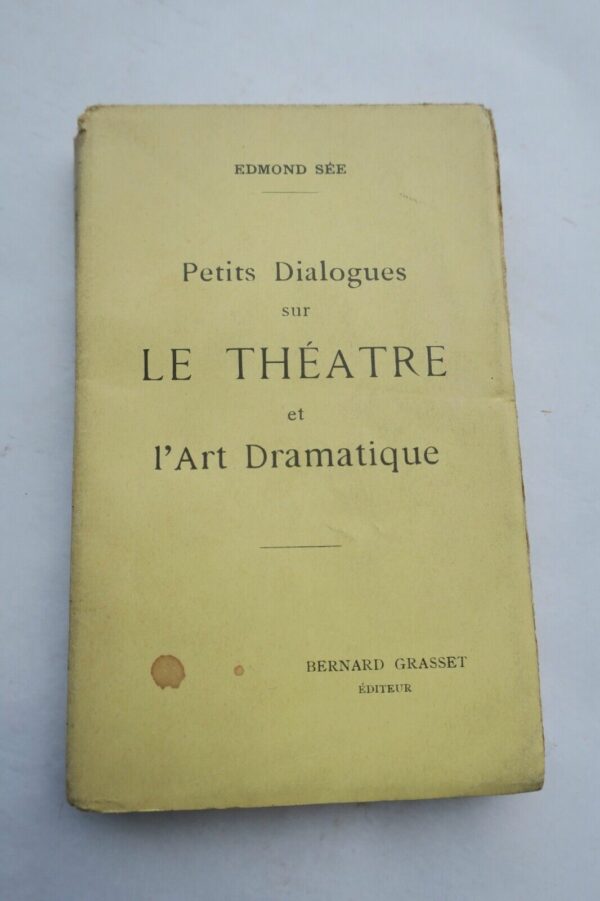 EDMOND SÉE
Petits Dialogues
sur
LE THÉATRE
et
l'Art Dramatique
BERNARD GRASSET
ÉDITEUR